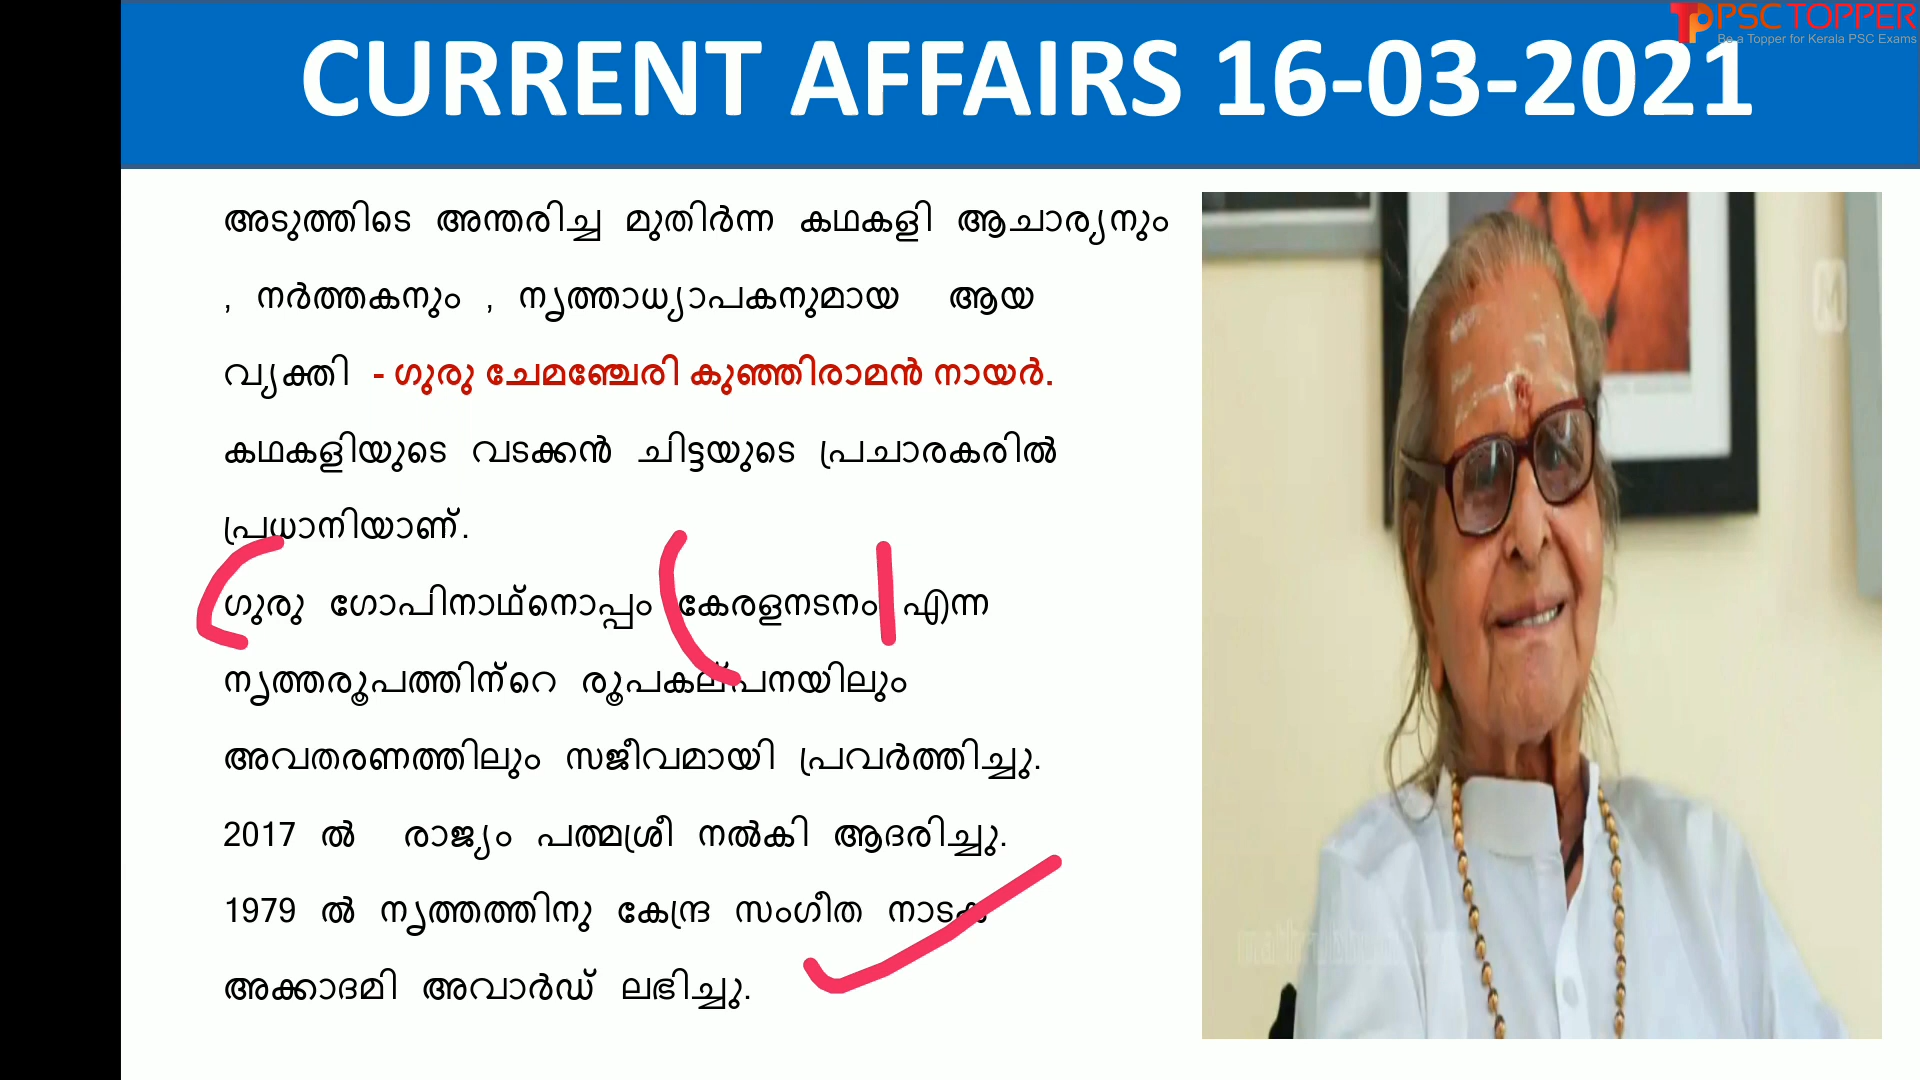 PSC TOPPER
Be a Topper for Kerala PSC Exams
CURRENT AFFAIRS 16-03-2021
അടുത്തിടെ അന്തരിച്ച മുതിർന്ന കഥകളി ആചാര്യനും
, നർത്തകനും , നൃത്താധ്യാപകനുമായ ആയ
വ്യക്തി - ഗുരു ചേമഞ്ചേരി കുഞ്ഞിരാമൻ നായർ.
കഥകളിയുടെ വടക്കൻ ചിട്ടയുടെ പ്രചാരകരിൽ
പ്രധാനിയാണ്.
ഗുരു ഗോപിനാഥ്നൊപ്പം കേരളനടനം എന്ന
നൃത്തരൂപത്തിന്റെ രൂപകല്പനയിലും
അവതരണത്തിലും സജീവമായി പ്രവർത്തിച്ചു.
2017 ൽ രാജ്യം പത്മശ്രീ നൽകി ആദരിച്ചു.
1979 ൽ നൃത്തത്തിനു കേന്ദ്ര സംഗീത നാടക
അക്കാദമി അവാർഡ് ലഭിച്ചു.